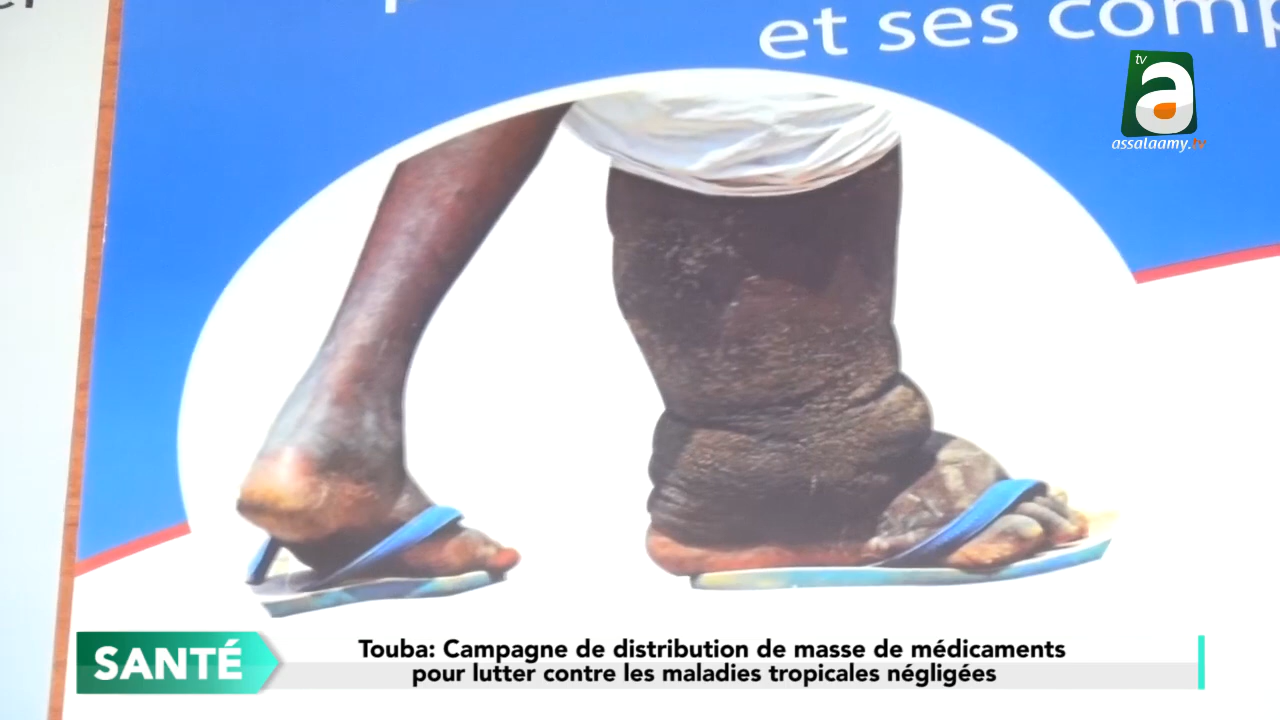 et ses comp
tv
a
assalaamy.tv
SANTÉ
Touba: Campagne de distribution de masse de médicaments
pour lutter contre les maladies tropicales négligées